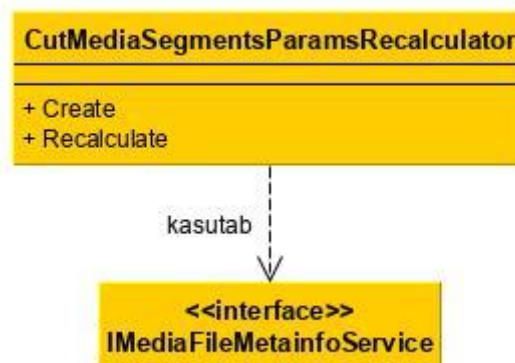 CutMediaSegmentsParamsRecalculator
+ Create
+ Recalculate
kasutab
<<interface>>
IMediaFileMetainfoService